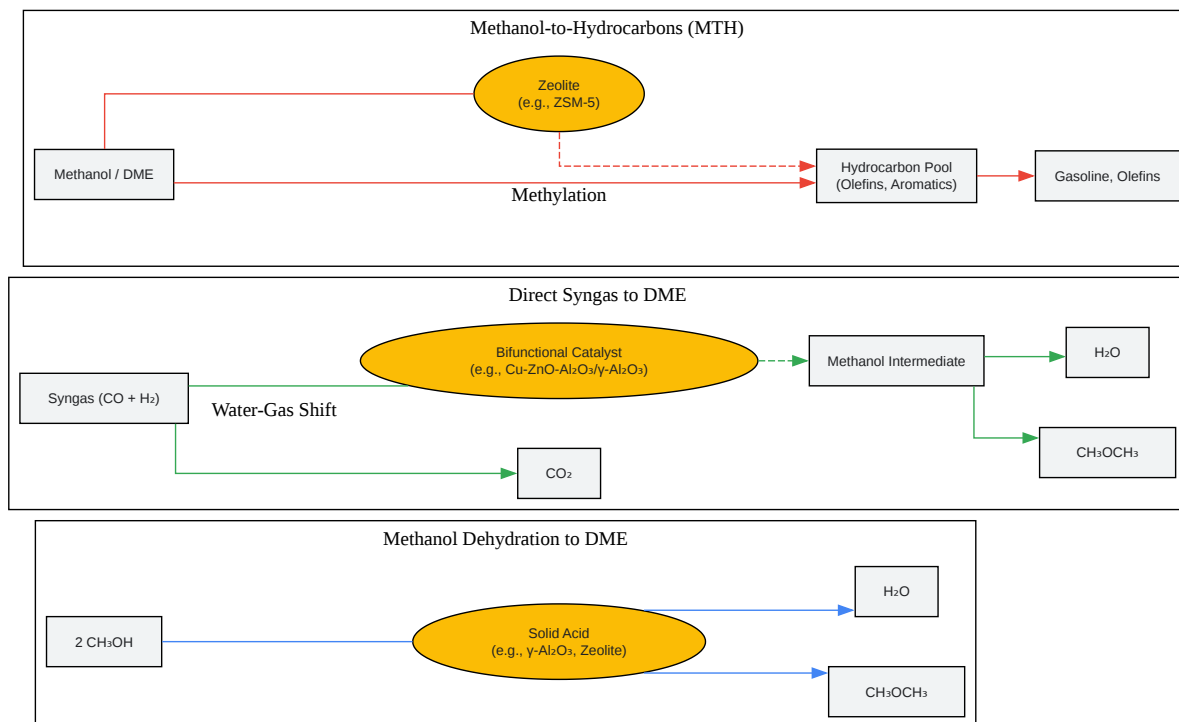 Methanol-to-Hydrocarbons (MTH)
Zeolite
(e.g., ZSM-5)
Methanol / DME
Hydrocarbon Pool
(Olefins, Aromatics)
Gasoline, Olefins
Methylation
Direct Syngas to DME
Bifunctional Catalyst
(e.g., Cu-ZnO-Al₂O₃/γ-Al₂O₃)
Methanol Intermediate
H₂O
Syngas (CO + H₂)
Water-Gas Shift
CH₃OCH₃
CO₂
Methanol Dehydration to DME
H₂O
2 CH₃OH
Solid Acid
(e.g., γ-Al₂O₃, Zeolite)
CH₃OCH₃